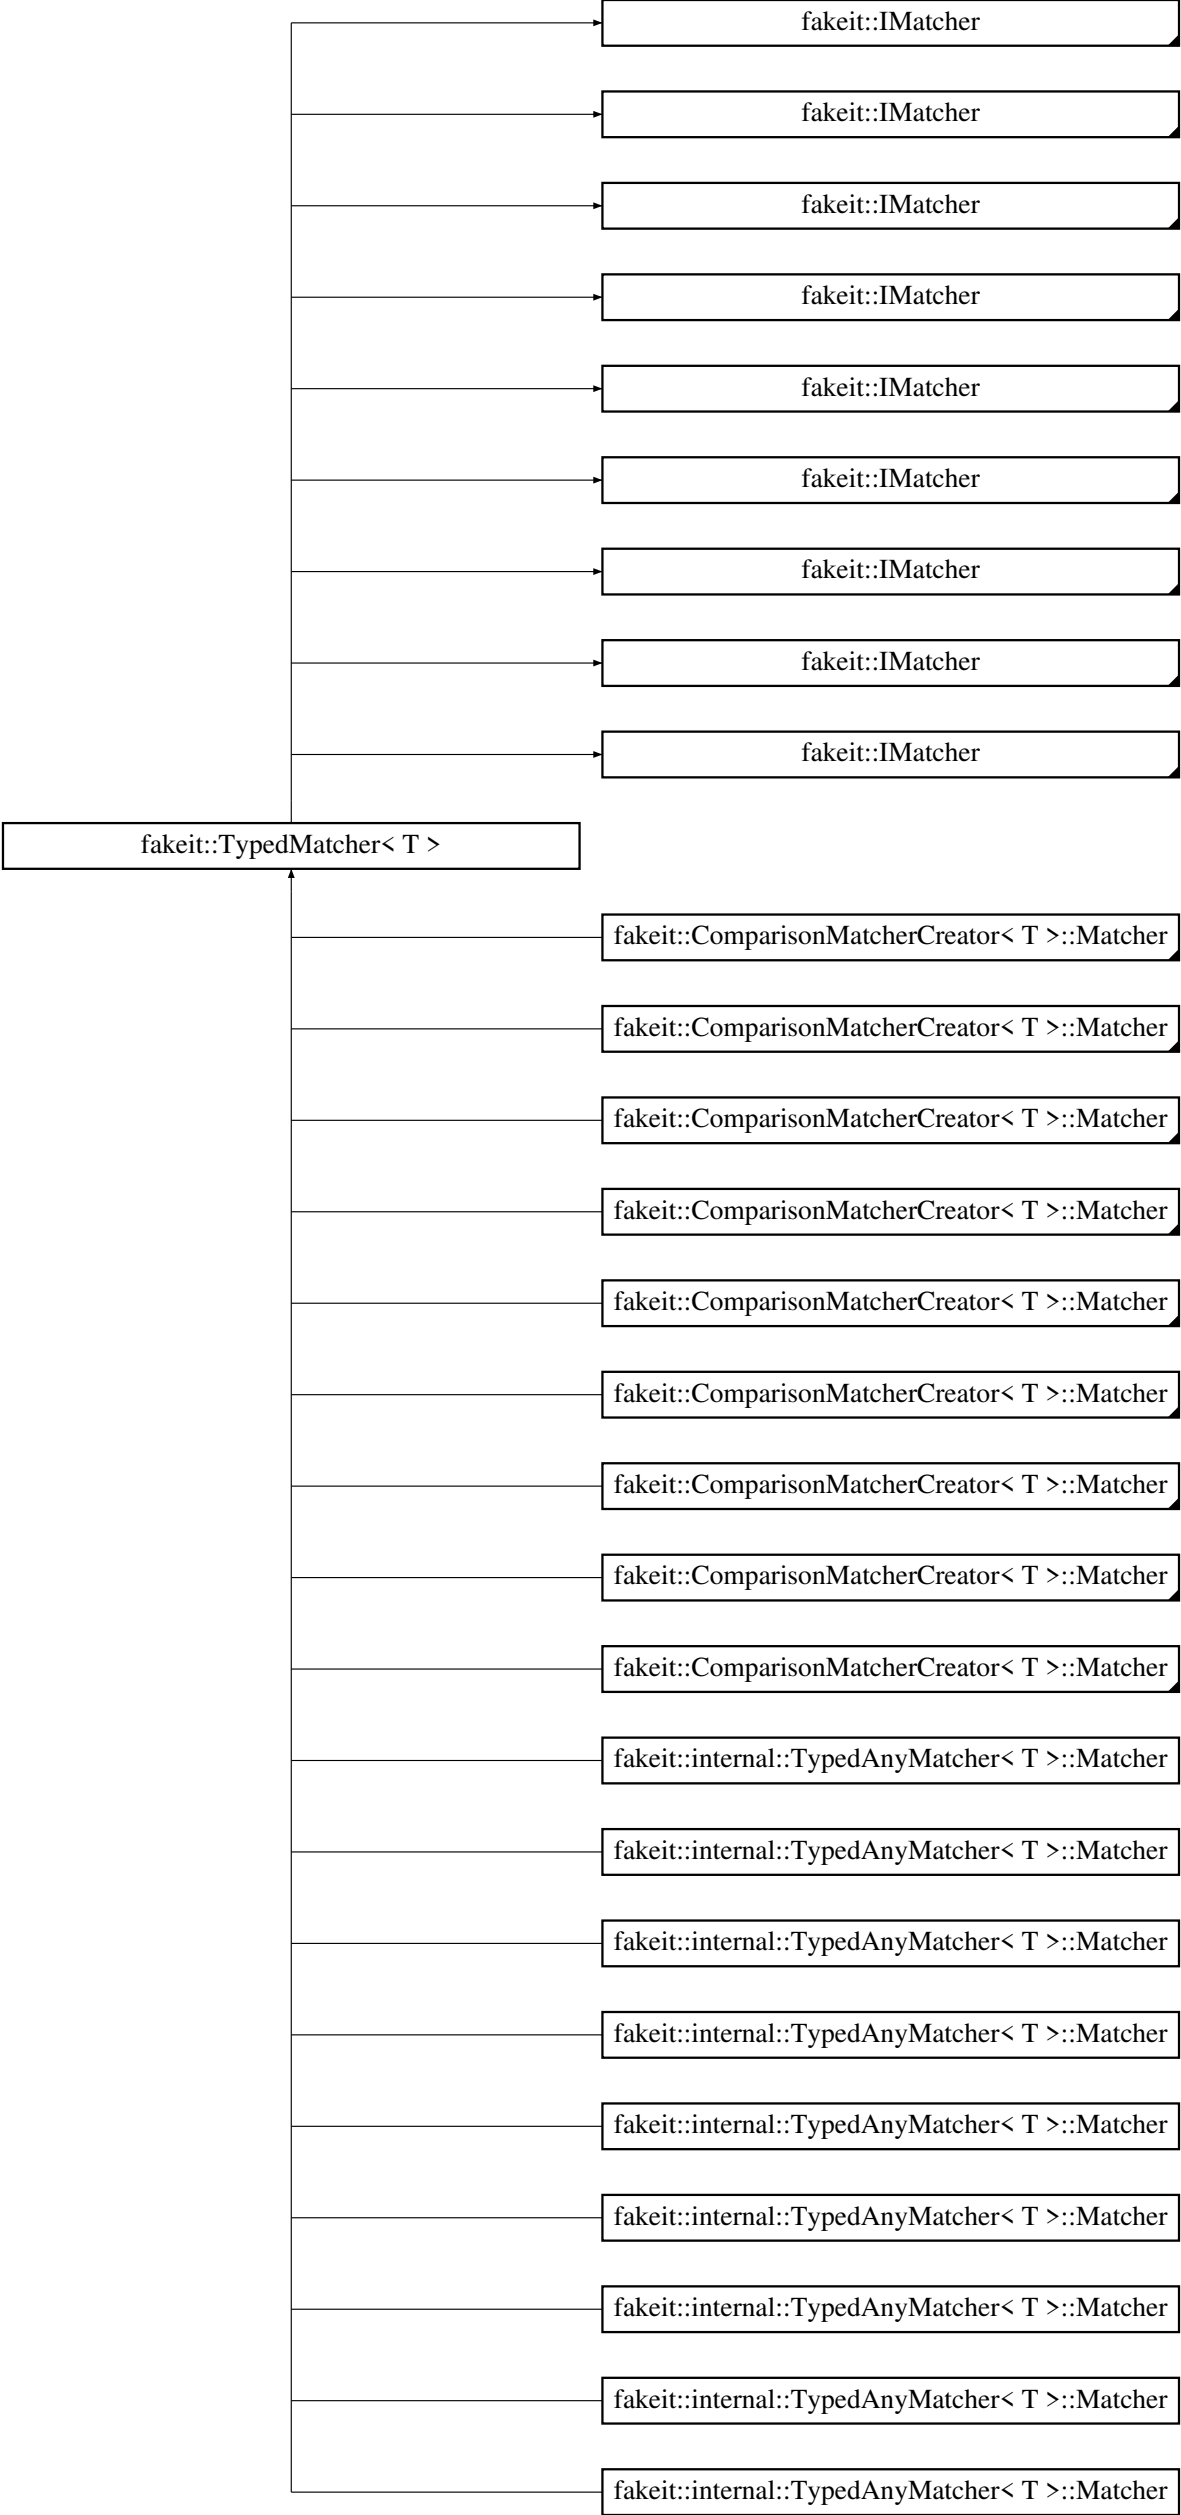 fakeit::IMatcher
fakeit::IMatcher
fakeit::IMatcher
fakeit::IMatcher
fakeit::IMatcher
fakeit::IMatcher
fakeit::IMatcher
fakeit::IMatcher
fakeit::IMatcher
fakeit::TypedMatcher< T >
fakeit::ComparisonMatcherCreator< T >::Matcher
fakeit::ComparisonMatcherCreator< T >::Matcher
fakeit::ComparisonMatcherCreator< T >::Matcher
fakeit::ComparisonMatcherCreator< T >::Matcher
fakeit::ComparisonMatcherCreator< T >::Matcher
fakeit::ComparisonMatcherCreator< T >::Matcher
fakeit::ComparisonMatcherCreator< T >::Matcher
fakeit::ComparisonMatcherCreator< T >::Matcher
fakeit::ComparisonMatcherCreator< T >::Matcher
fakeit::internal::TypedAnyMatcher< T >::Matcher
fakeit::internal::TypedAnyMatcher< T >::Matcher
fakeit::internal::TypedAnyMatcher< T >::Matcher
fakeit::internal::TypedAnyMatcher< T >::Matcher
fakeit::internal::TypedAnyMatcher< T >::Matcher
fakeit::internal::TypedAnyMatcher< T >::Matcher
fakeit::internal::TypedAnyMatcher< T >::Matcher
fakeit::internal::TypedAnyMatcher< T >::Matcher
fakeit::internal::TypedAnyMatcher< T >::Matcher